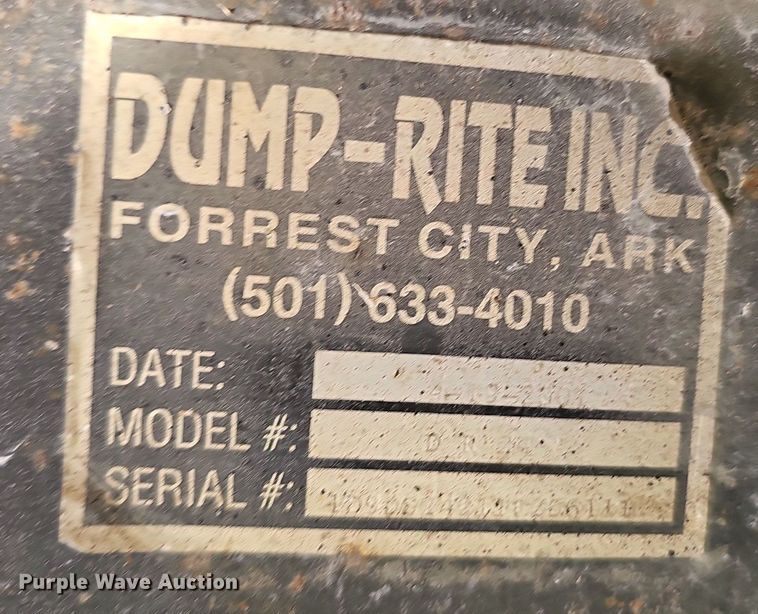 DUMP-RITE INC.
FORREST CITY, ARK
(501) 633-4010
DATE:
MODEL #:
SERIAL #:
Purple Wave Auction